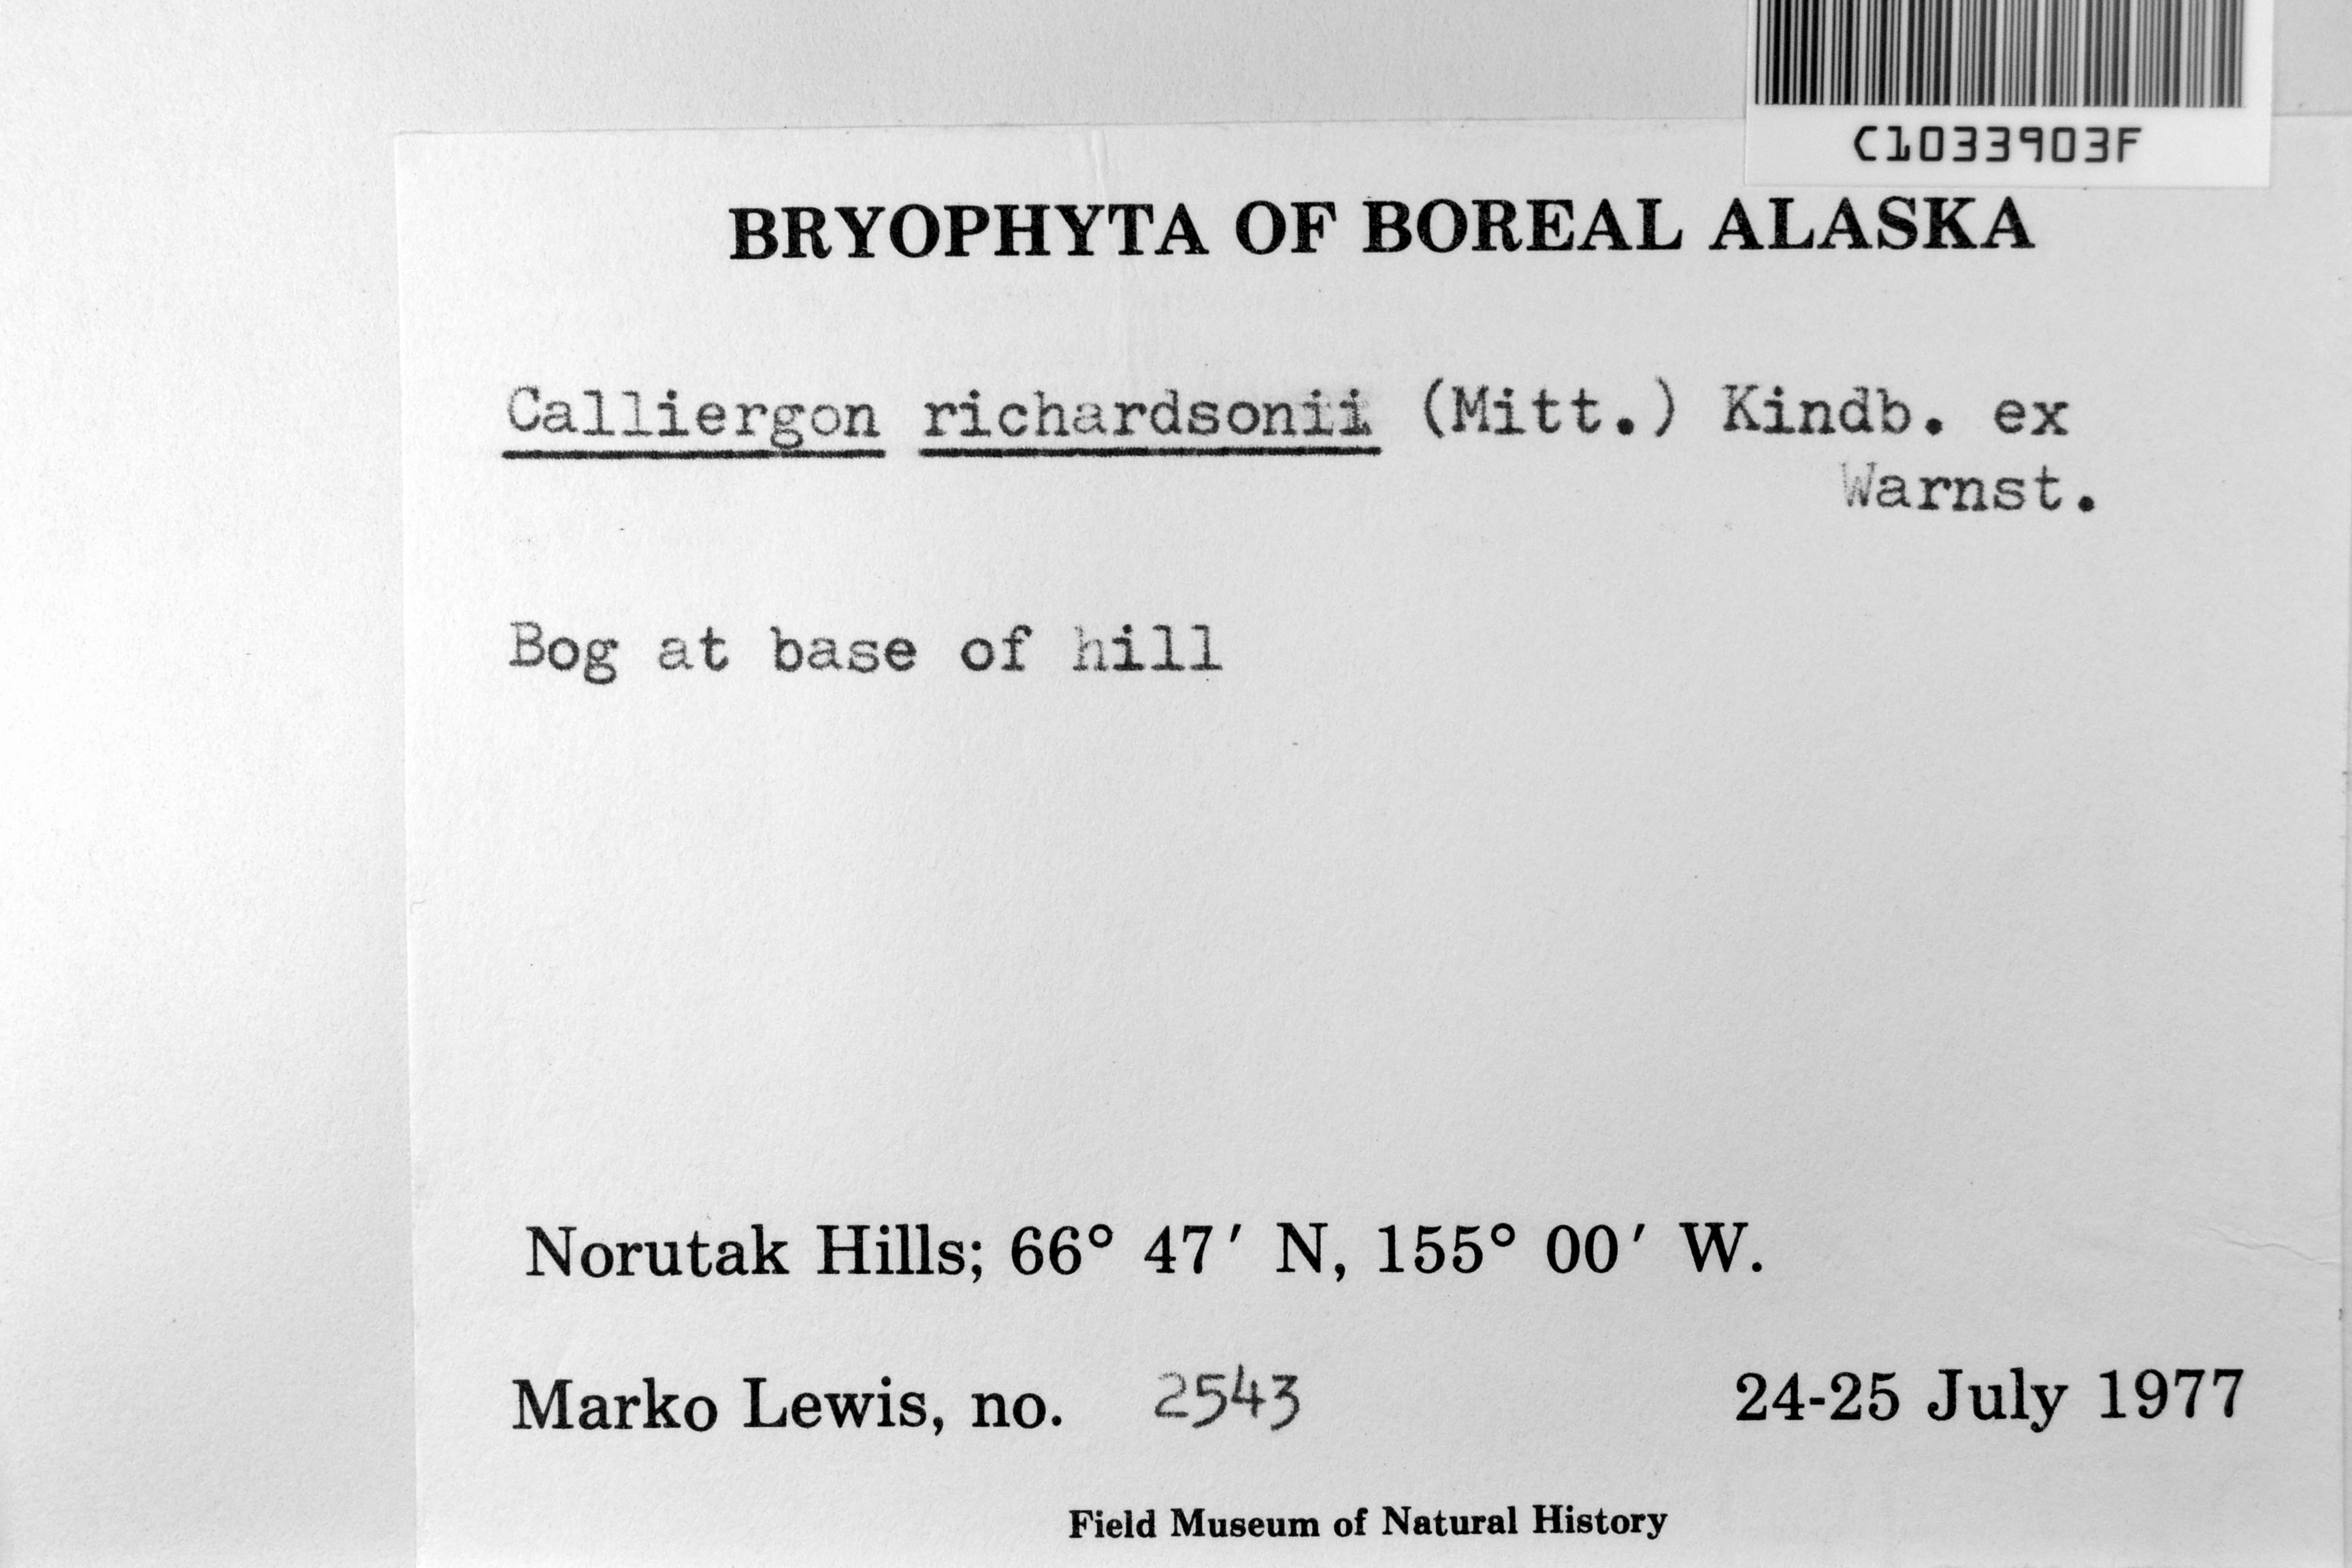 C1033903F
BRYOPHYTA OF BOREAL ALASKA
Calliergon richardsonii (Mitt.) Kindb. ex
Warnst.
Bog at base of hill
Norutak Hills; 66° 47′ N, 155° 00′ W.
Marko Lewis, no. 2543 24-25 July 1977
Field Museum of Natural History